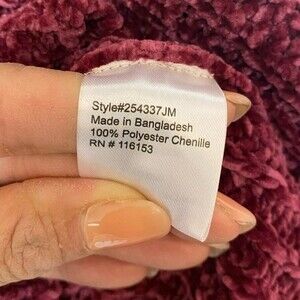 Style#254337JM
Made in Bangladesh
100% Polyester Chenille
RN # 116153